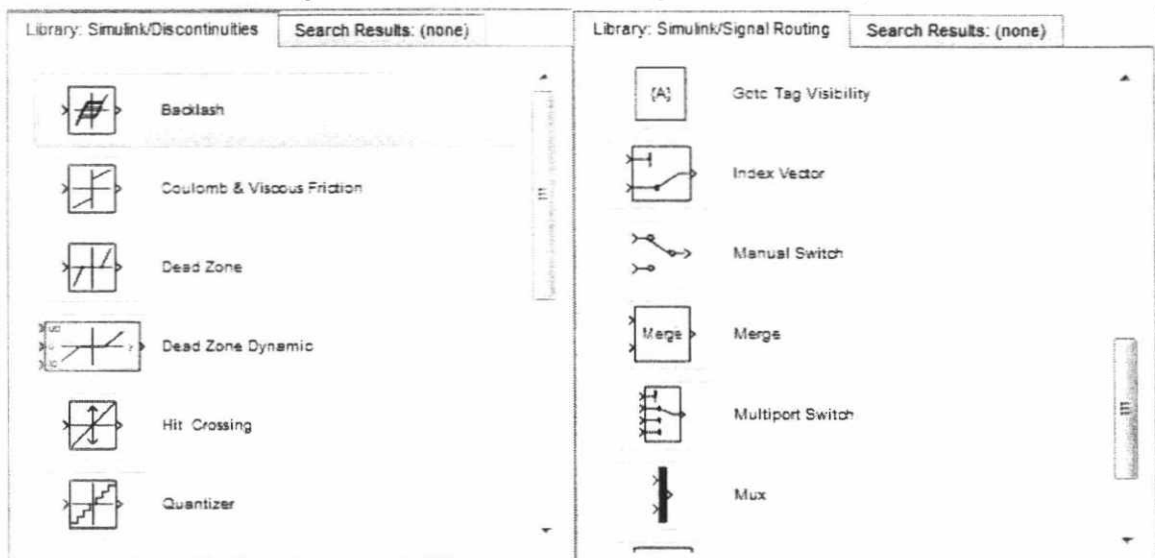 Library: Simulink/Discontinuities
Search Results: (none)
Backlash
Coulomb & Viscous Friction
Dead Zone
Dead Zone Dynamic
Hit Crossing
Quantizer
Library: Simulink/Signal Routing
Search Results: (none)
{A}
Goto Tag Visibility
Index Vector
Manual Switch
Merge
Merge
Multiport Switch
Mux